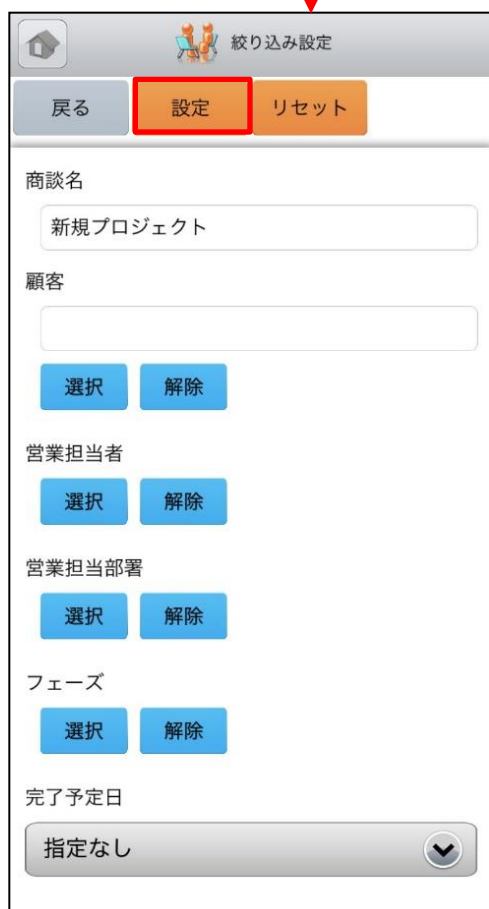 絞り込み設定
戻る 設定 リセット
商談名
新規プロジェクト
顧客
選択 解除
営業担当者
選択 解除
営業担当部署
選択 解除
フェーズ
選択 解除
完了予定日
指定なし